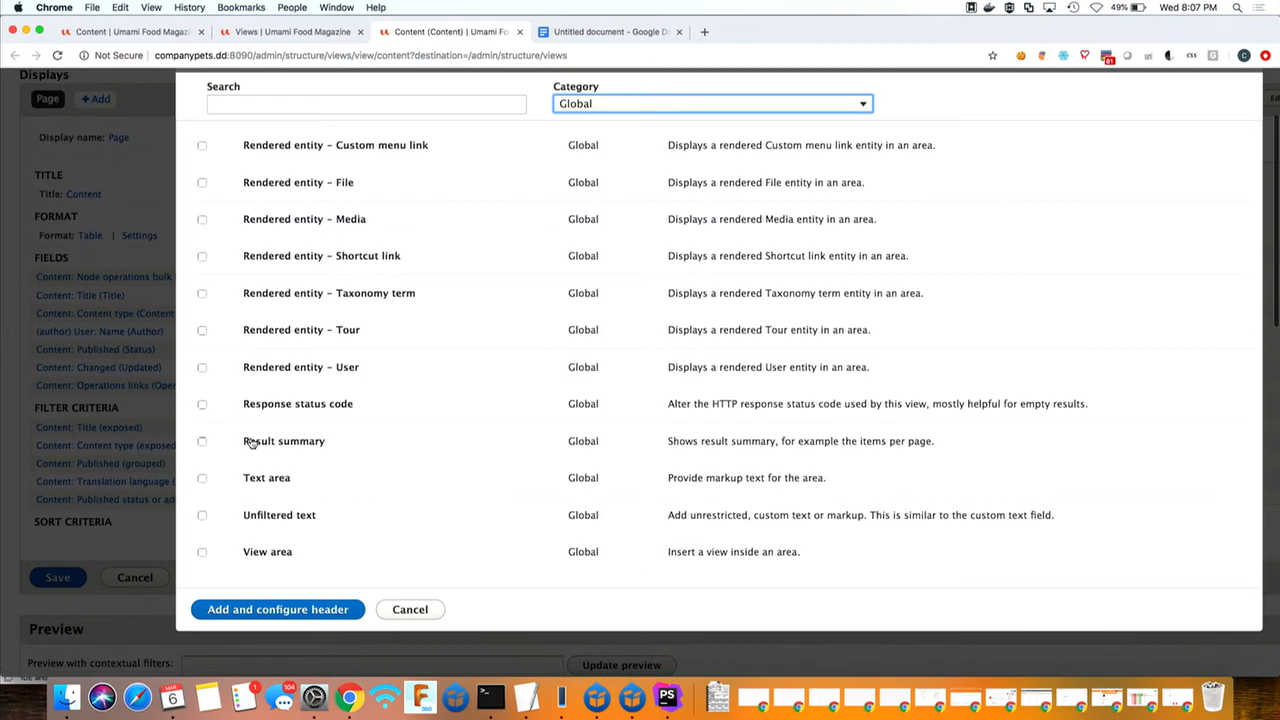 Chrome File Edit View History Bookmarks People Window Help 49% Wed 8:07 PM
Content | Umami Food Magaz × Views | Umami Food Magazine × Content (Content) | Umami Fo × Untitled document - Google D × +
Not Secure companypets.dd:8090/admin/structure/views/view/content?destination=/admin/structure/views
Displays
Page + Add
Display name: Page
TITLE
Title: Content
FORMAT
Format: Table | Settings
FIELDS
Content: Node operations bulk
Content: Title (Title)
Content: Content type (Content
(author) User: Name (Author)
Content: Published (Status)
Content: Changed (Updated)
Content: Operations links (Oper
FILTER CRITERIA
Content: Title (exposed)
Content: Content type (exposed
Content: Published (grouped)
Content: Translation language (
Content: Published status or ad
SORT CRITERIA
Save Cancel
Search Category
Global
Rendered entity – Custom menu link Global Displays a rendered Custom menu link entity in an area.
Rendered entity – File Global Displays a rendered File entity in an area.
Rendered entity – Media Global Displays a rendered Media entity in an area.
Rendered entity – Shortcut link Global Displays a rendered Shortcut link entity in an area.
Rendered entity – Taxonomy term Global Displays a rendered Taxonomy term entity in an area.
Rendered entity – Tour Global Displays a rendered Tour entity in an area.
Rendered entity – User Global Displays a rendered User entity in an area.
Response status code Global Alter the HTTP response status code used by this view, mostly helpful for empty results.
Result summary Global Shows result summary, for example the items per page.
Text area Global Provide markup text for the area.
Unfiltered text Global Add unrestricted, custom text or markup. This is similar to the custom text field.
View area Global Insert a view inside an area.
Add and configure header Cancel
Preview
Preview with contextual filters: Update preview